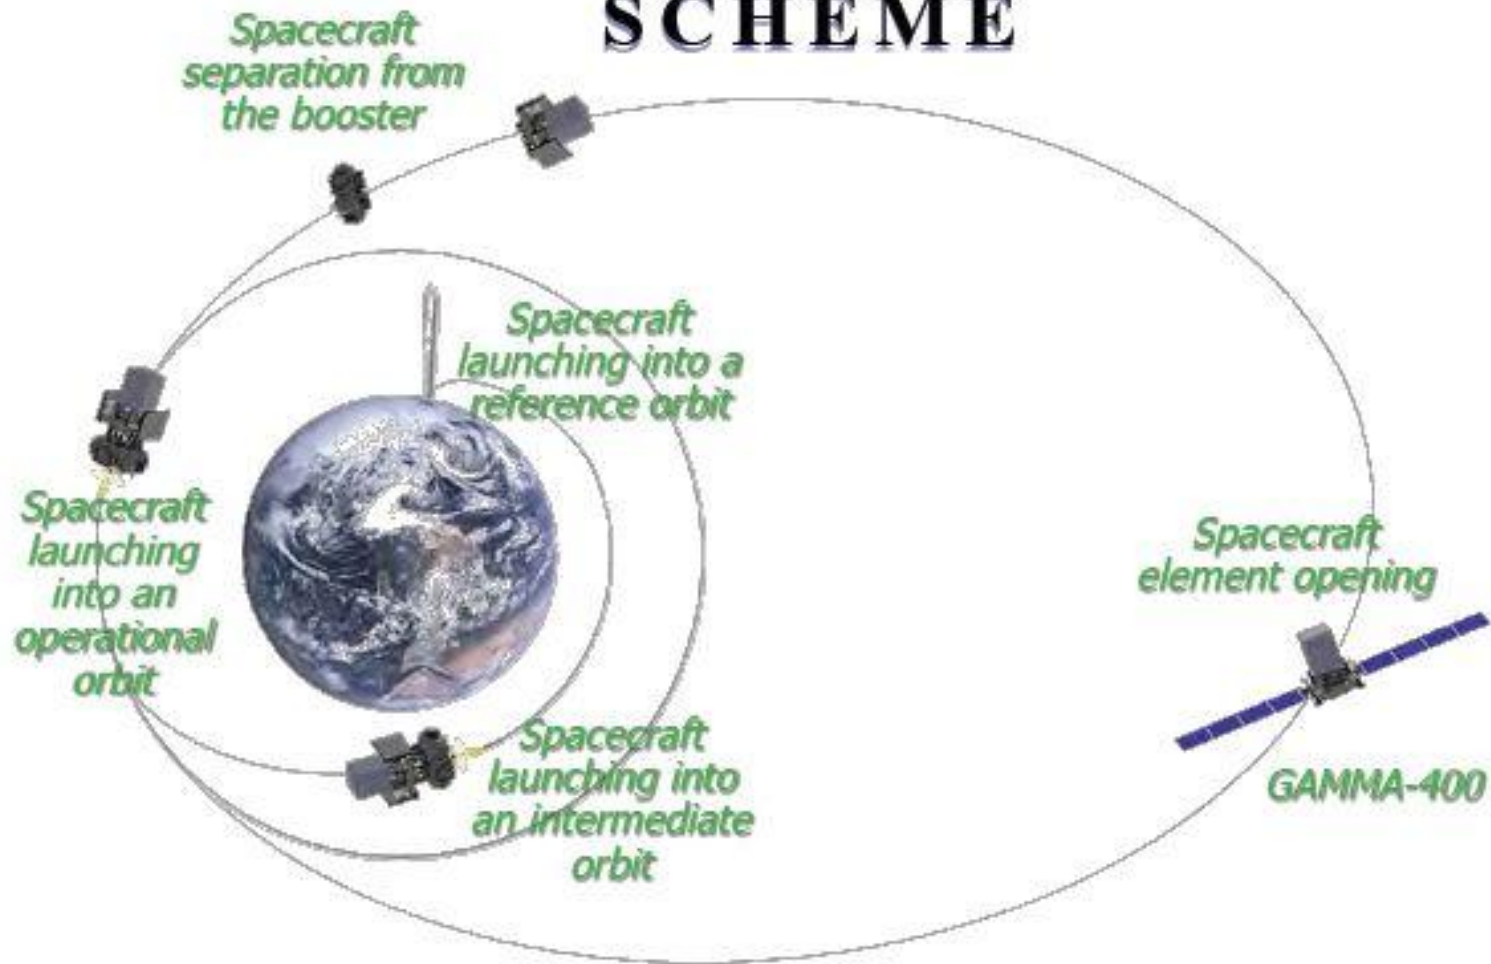 SCHEME
Spacecraft
separation from
the booster
Spacecraft
launching into a
reference orbit
Spacecraft
launching
into an
operational
orbit
Spacecraft
element opening
Spacecraft
launching into
an intermediate
orbit
GAMMA-400